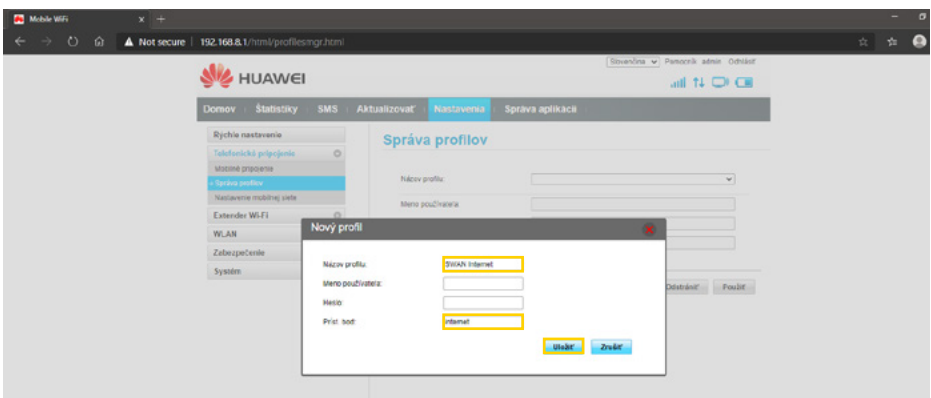 Mobile WiFi
Not secure 192.168.8.1/html/profilesmgr.html
HUAWEI
Slovenčina Pomocník admin Odhlásiť
Domov Štatistiky SMS Aktualizovať Nastavenia Správa aplikácií
Rýchle nastavenie
Telefonické pripojenie
Mobilné pripojenie
Správa profilov
Nastavenie mobilnej siete
Extender Wi-Fi
WLAN
Zabezpečenie
Systém
Správa profilov
Názov profilu:
Meno používateľa
Odstrániť Použiť
Nový profil
Názov profilu: SWAN Internet
Meno používateľa:
Heslo:
Príst. bod: internet
Uložiť Zrušiť